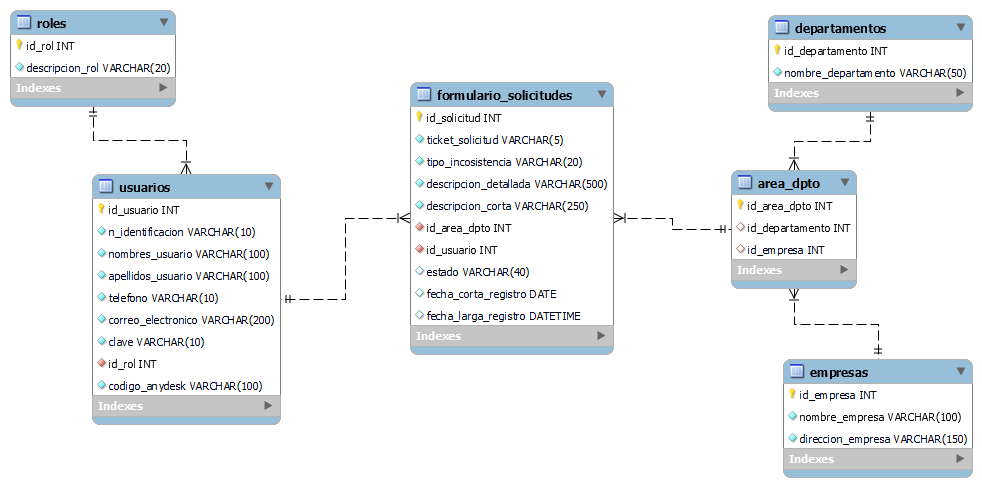 roles
id_rol INT
descripcion_rol VARCHAR(20)
Indexes
usuarios
id_usuario INT
n_identificacion VARCHAR(10)
nombres_usuario VARCHAR(100)
apellidos_usuario VARCHAR(100)
telefono VARCHAR(10)
correo_electronico VARCHAR(200)
clave VARCHAR(10)
id_rol INT
codigo_anydesk VARCHAR(100)
Indexes
formulario_solicitudes
id_solicitud INT
ticket_solicitud VARCHAR(5)
tipo_incosistencia VARCHAR(20)
descripcion_detallada VARCHAR(500)
descripcion_corta VARCHAR(250)
id_area_dpto INT
id_usuario INT
estado VARCHAR(40)
fecha_corta_registro DATE
fecha_larga_registro DATETIME
Indexes
departamentos
id_departamento INT
nombre_departamento VARCHAR(50)
Indexes
area_dpto
id_area_dpto INT
id_departamento INT
id_empresa INT
Indexes
empresas
id_empresa INT
nombre_empresa VARCHAR(100)
direccion_empresa VARCHAR(150)
Indexes